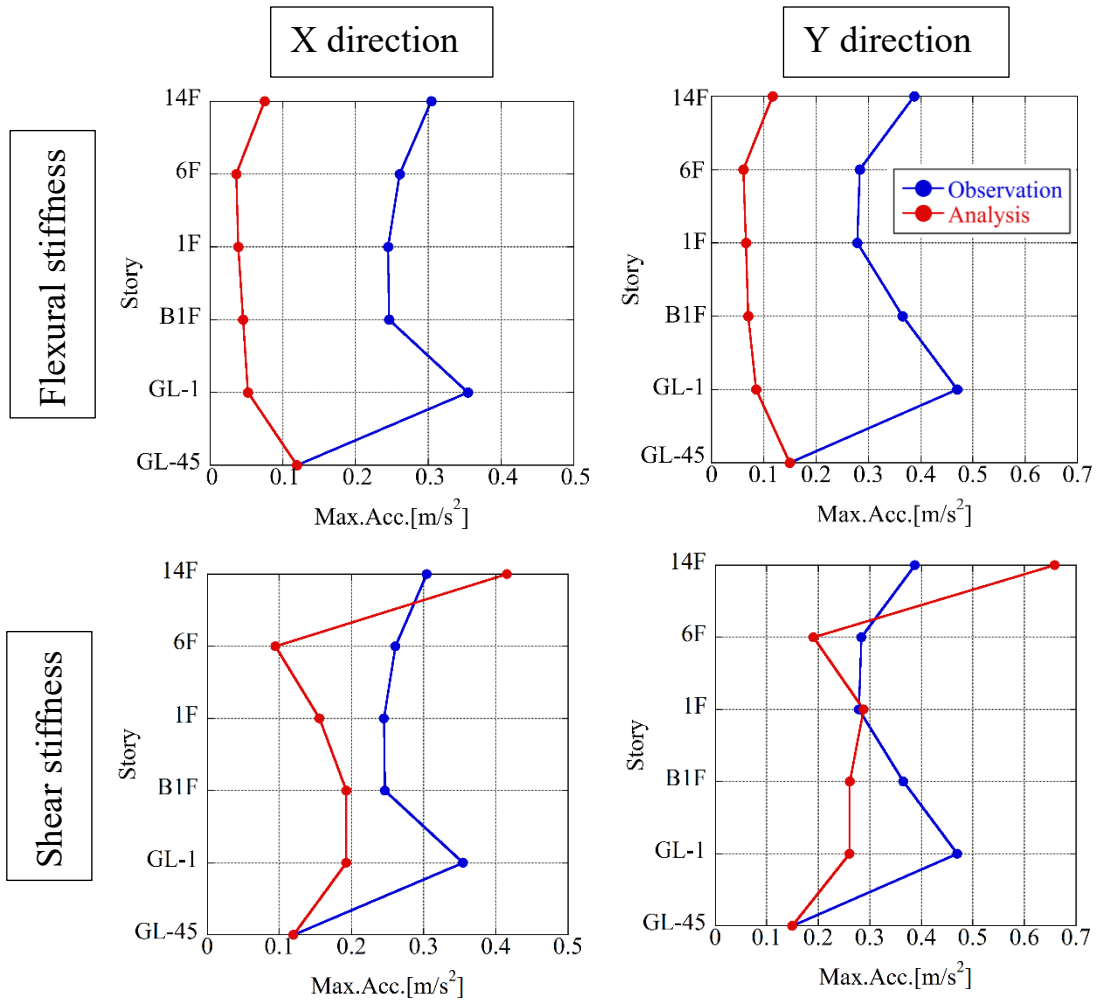 X direction
Y direction
Flexural stiffness
Story
14F
6F
1F
B1F
GL-1
GL-45
0 0.1 0.2 0.3 0.4 0.5
Max.Acc.[m/s²]
Story
14F
6F
1F
B1F
GL-1
GL-45
0 0.1 0.2 0.3 0.4 0.5 0.6 0.7
Max.Acc.[m/s²]
Observation
Analysis
Shear stiffness
Story
14F
6F
1F
B1F
GL-1
GL-45
0 0.1 0.2 0.3 0.4 0.5
Max.Acc.[m/s²]
Story
14F
6F
1F
B1F
GL-1
GL-45
0 0.1 0.2 0.3 0.4 0.5 0.6 0.7
Max.Acc.[m/s²]